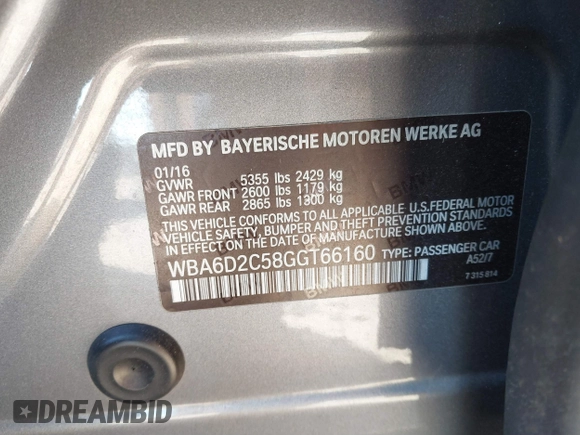 MFD BY BAYERISCHE MOTOREN WERKE AG
01/16
GVWR 5355 lbs 2429 kg
GAWR FRONT 2600 lbs 1179 kg
GAWR REAR 2865 lbs 1300 kg
THIS VEHICLE CONFORMS TO ALL APPLICABLE U.S.FEDERAL MOTOR
VEHICLE SAFETY, BUMPER, AND THEFT PREVENTION STANDARDS
IN EFFECT ON THE DATE OF MANUFACTURE SHOWN ABOVE.
WBA6D2C58GGT66160 TYPE: PASSENGER CAR
A52/7
7 315 814
DREAMBID